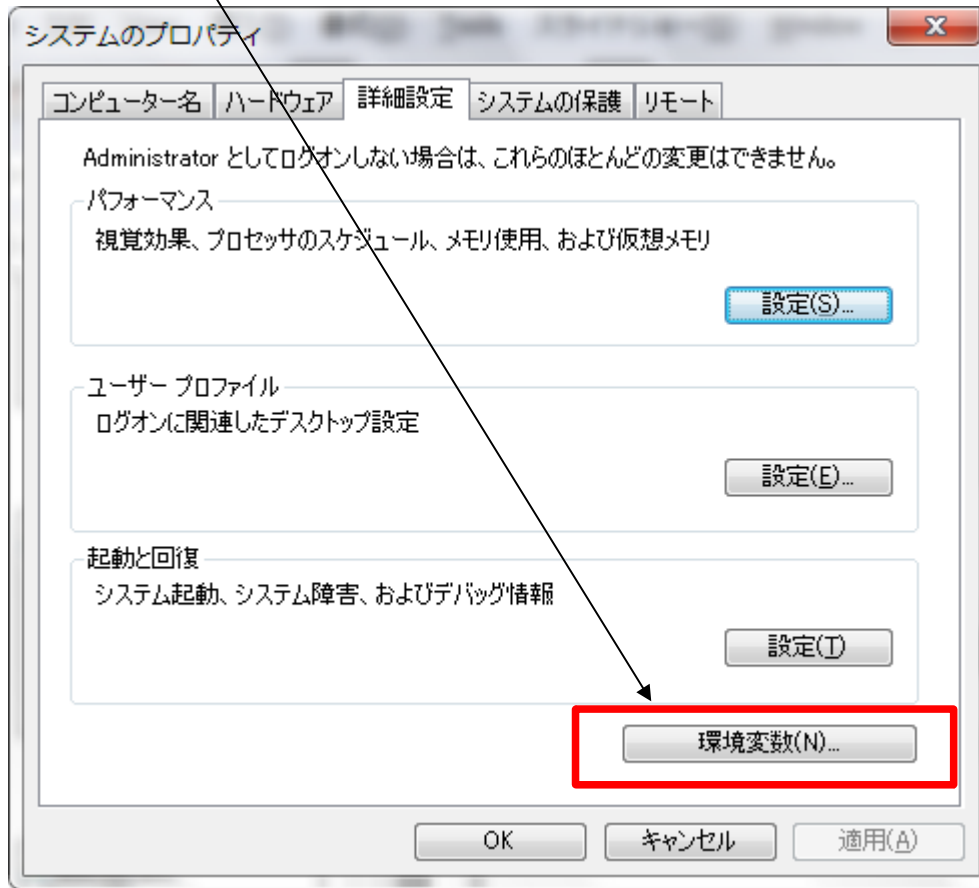 システムのプロパティ
コンピューター名 ハードウェア 詳細設定 システムの保護 リモート
Administrator としてログオンしない場合は、これらのほとんどの変更はできません。
パフォーマンス
視覚効果、プロセッサのスケジュール、メモリ使用、および仮想メモリ
設定(S)...
ユーザー プロファイル
ログオンに関連したデスクトップ設定
設定(E)...
起動と回復
システム起動、システム障害、およびデバッグ情報
設定(T)
環境変数(N)...
OK キャンセル 適用(A)